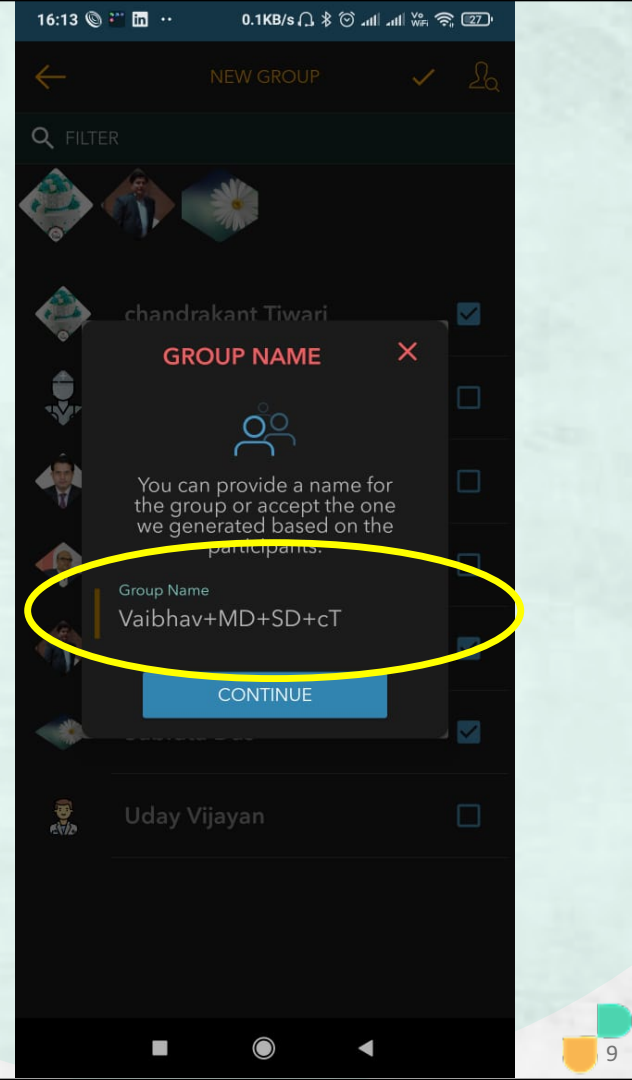 16:13
0.1KB/s
Vo
WiFi
27
NEW GROUP
FILTER
chandrakant Tiwari
GROUP NAME
You can provide a name for
the group or accept the one
we generated based on the
participants.
Group Name
Vaibhav+MD+SD+cT
CONTINUE
Uday Vijayan
9